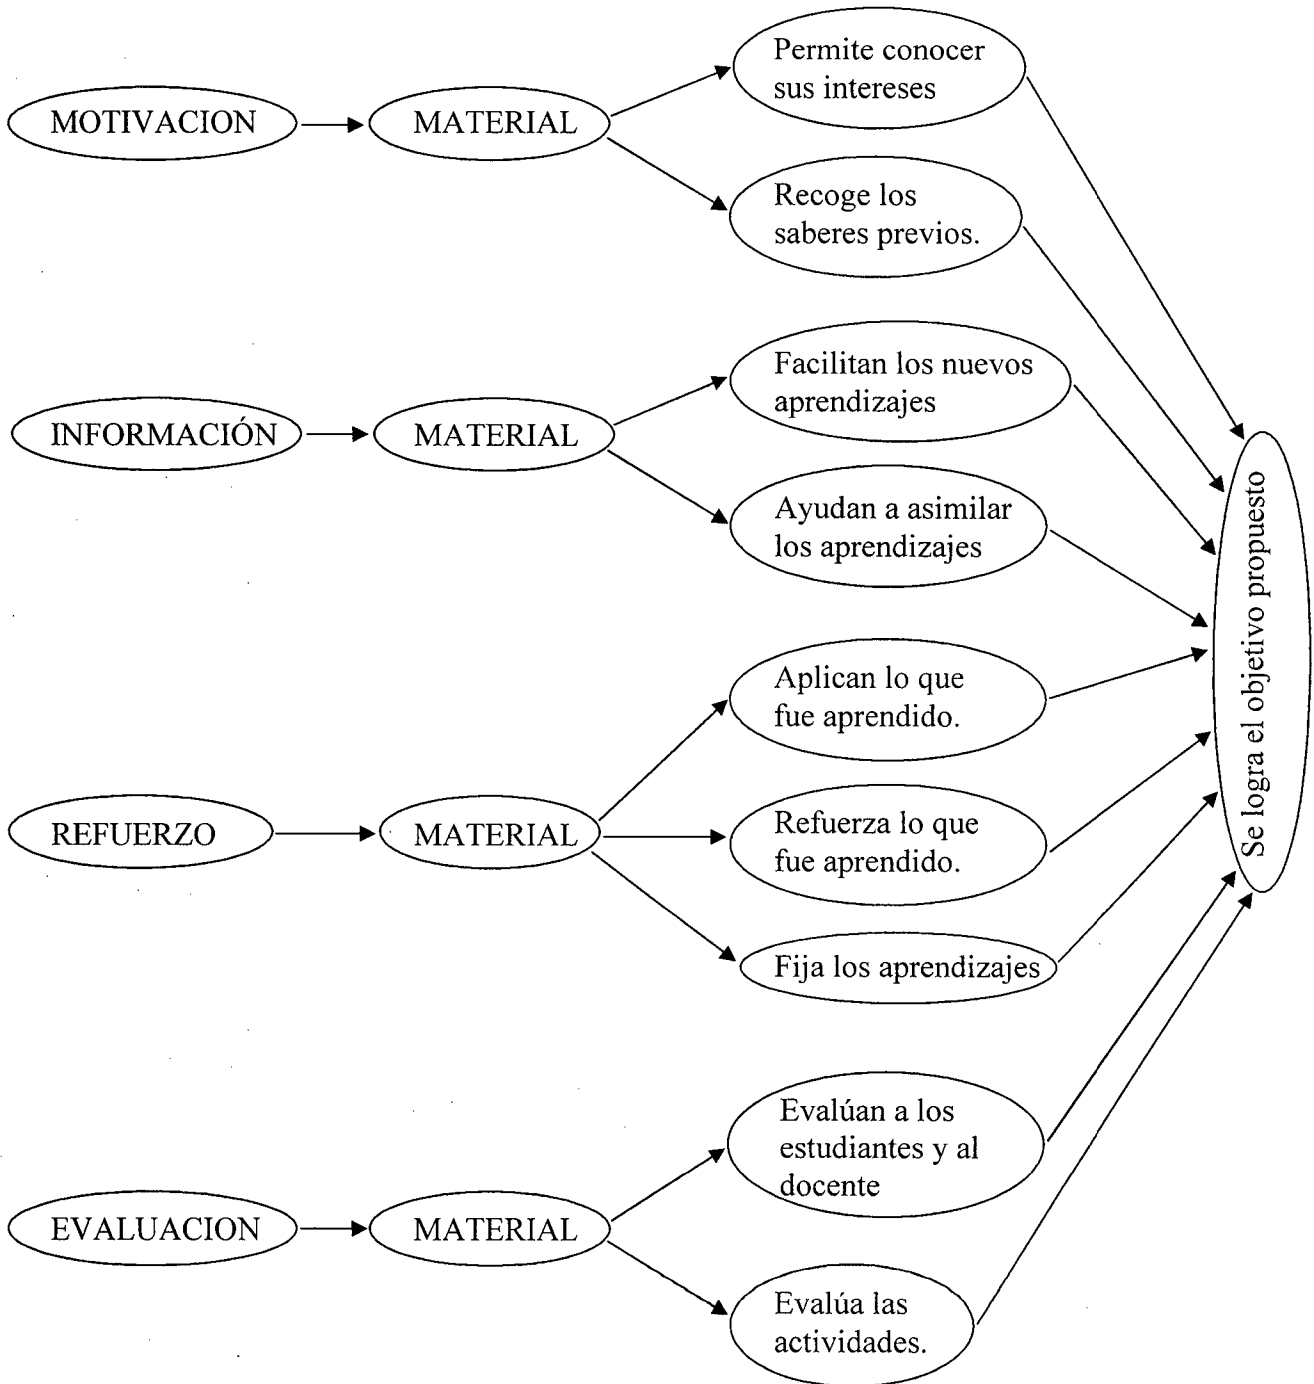 MOTIVACION
MATERIAL
Permite conocer
sus intereses
Recoge los
saberes previos.
INFORMACIÓN
MATERIAL
Facilitan los nuevos
aprendizajes
Ayudan a asimilar
los aprendizajes
REFUERZO
MATERIAL
Aplican lo que
fue aprendido.
Refuerza lo que
fue aprendido.
Fija los aprendizajes
EVALUACION
MATERIAL
Evalúan a los
estudiantes y al
docente
Evalúa las
actividades.
Se logra el objetivo propuesto